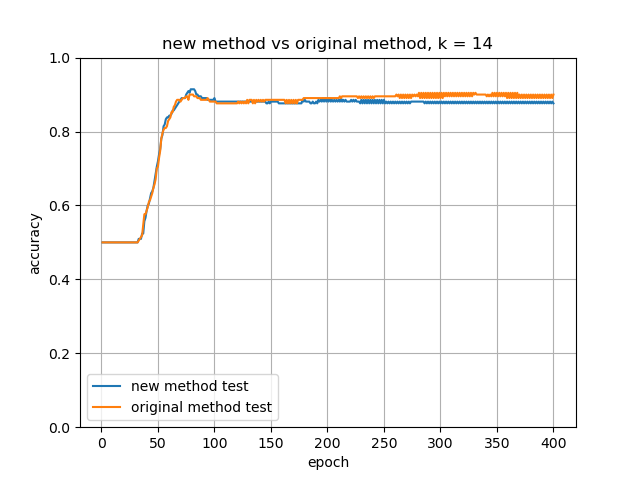 new method vs original method, k = 14
accuracy
1.0
0.8
0.6
0.4
0.2
0.0
new method test
original method test
0 50 100 150 200 250 300 350 400
epoch